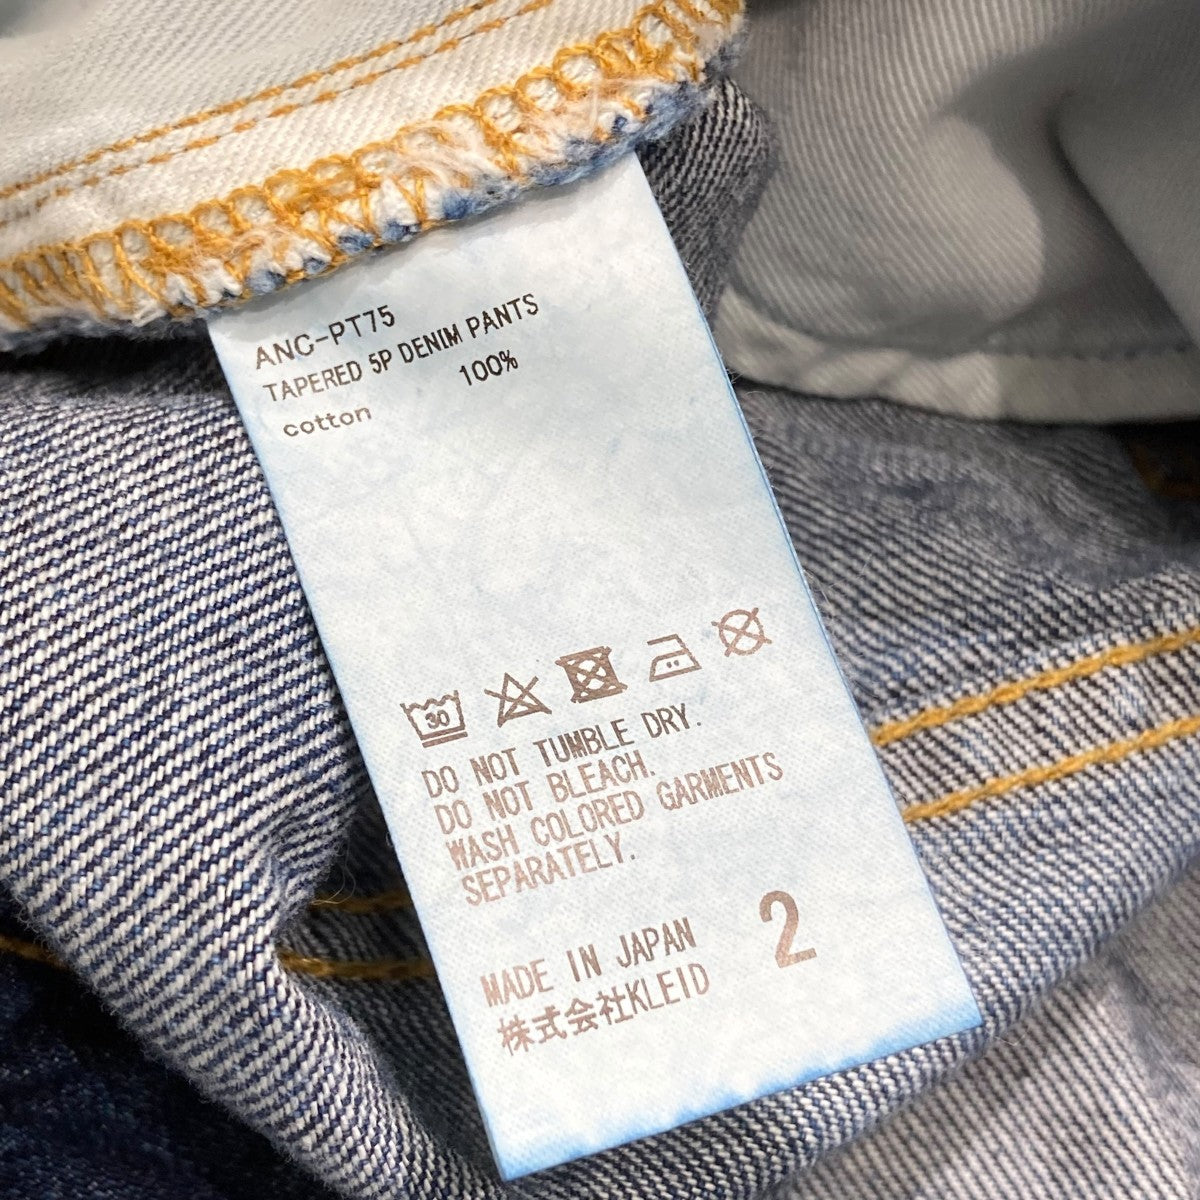 ANC-PT75
TAPERED 5P DENIM PANTS
100%
cotton
30
DO NOT TUMBLE DRY.
DO NOT BLEACH.
WASH COLORED GARMENTS
SEPARATELY.
MADE IN JAPAN
2
株式会社KLEID